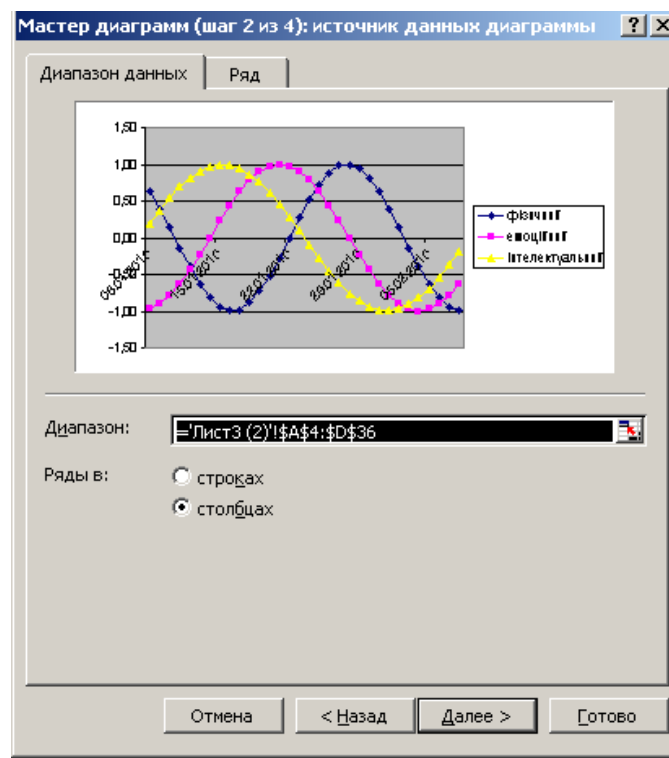 Мастер диаграмм (шаг 2 из 4): источник данных диаграммы
Диапазон данных
Ряд
1,50
1,00
0,50
0,00
-0,50
-1,00
-1,50
фізичний
емоційний
інтелектуальний
Диапазон:
='Лист3 (2)'!$A$4:$D$36
Ряды в:
строках
столбцах
Отмена
< Назад
Далее >
Готово